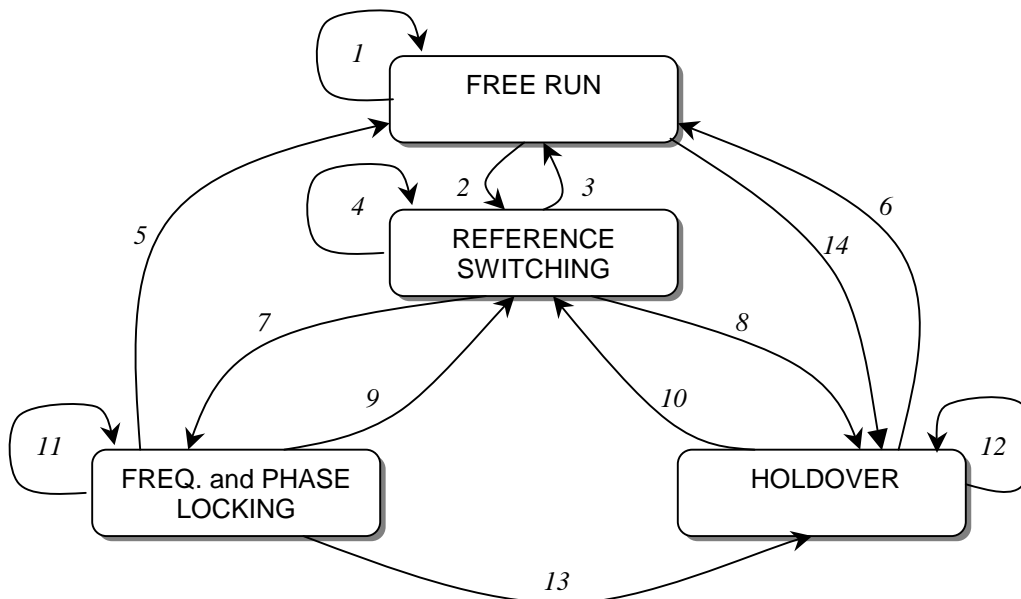 1
FREE RUN
2
3
4
5
6
REFERENCE
SWITCHING
14
7
8
9
10
11
FREQ. and PHASE
LOCKING
HOLDOVER
12
13